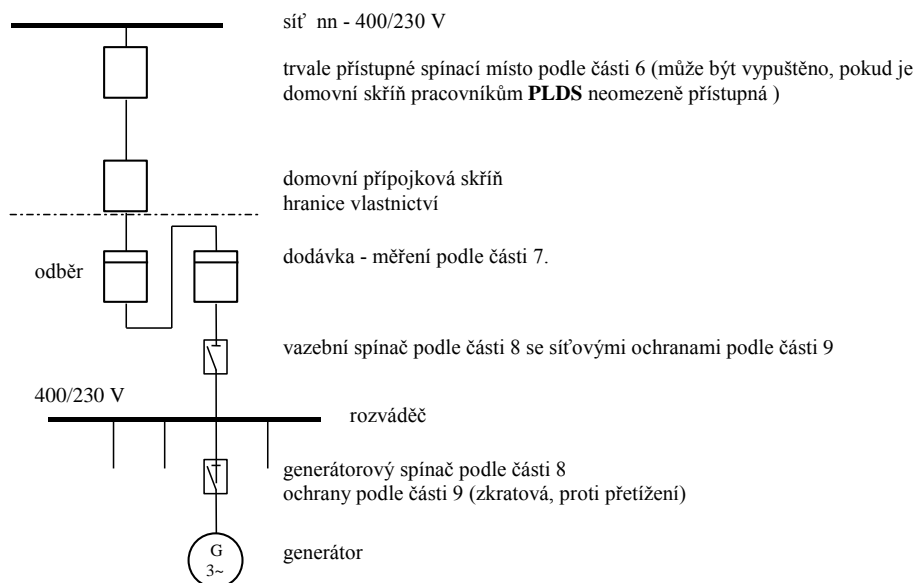 síť nn - 400/230 V
trvale přístupné spínací místo podle části 6 (může být vypuštěno, pokud je
domovní skříň pracovníkům PLDS neomezeně přístupná )
domovní přípojková skříň
hranice vlastnictví
odběr
dodávka - měření podle části 7.
vazební spínač podle části 8 se síťovými ochranami podle části 9
400/230 V
rozváděč
generátorový spínač podle části 8
ochrany podle části 9 (zkratová, proti přetížení)
G
3~
generátor